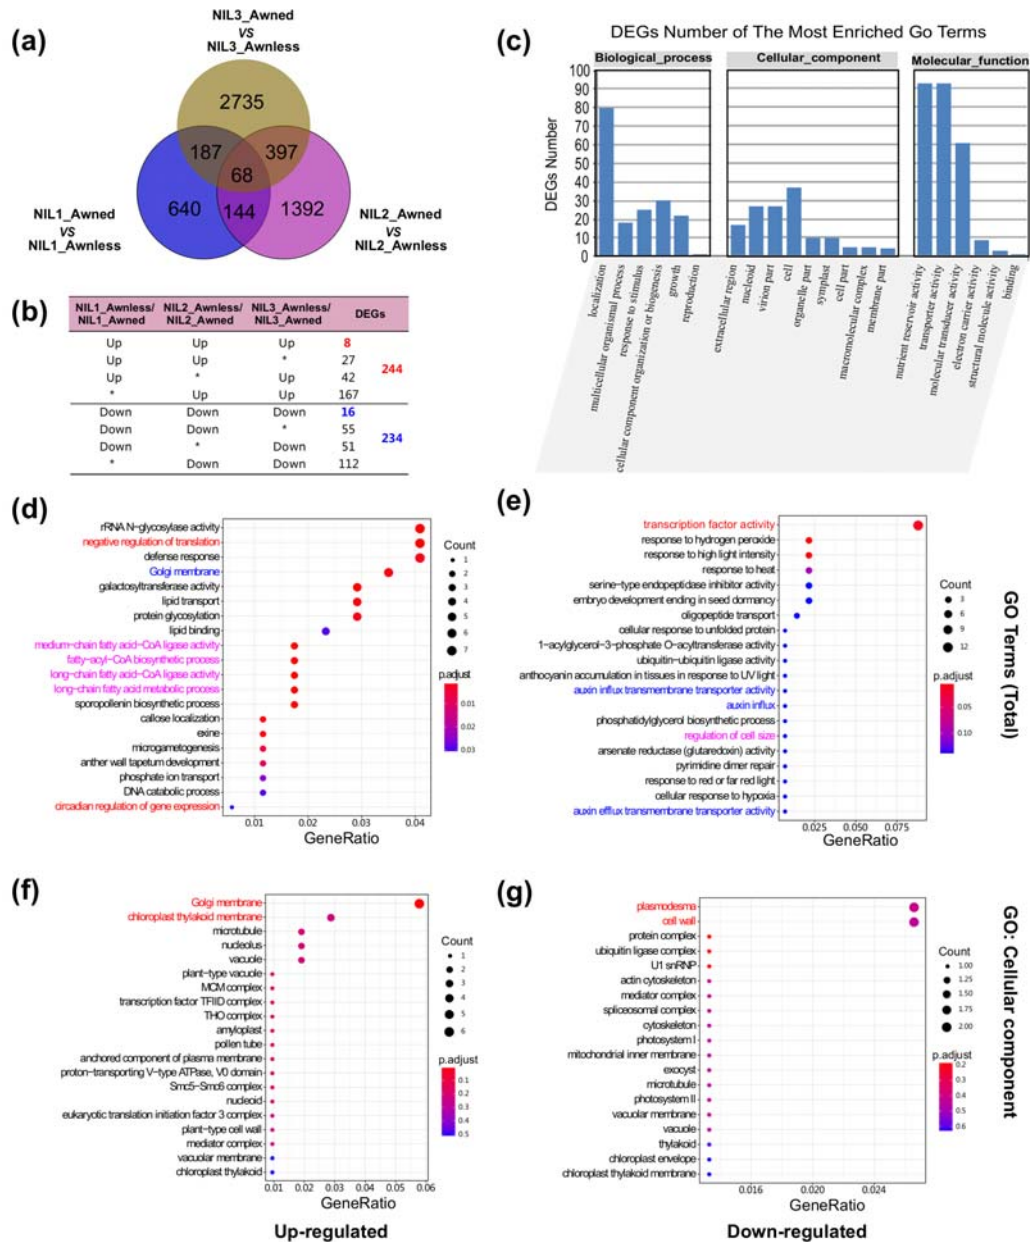 (a)
NIL3_Awned
VS
NIL3_Awnless
2735
187
397
68
640
144
1392
NIL1_Awned
VS
NIL1_Awnless
NIL2_Awned
VS
NIL2_Awnless
(b)
NIL1_Awnless/ NIL2_Awnless/ NIL3_Awnless/ DEGs
NIL1_Awned NIL2_Awned NIL3_Awned
Up Up Up 8
Up Up * 27
244
Up * Up 42
* Up Up 167
Down Down Down 16
Down Down * 55
234
Down * Down 51
* Down Down 112
(c)
DEGs Number of The Most Enriched Go Terms
Biological_process Cellular_component Molecular_function
DEGs Number
100
90
80
70
60
50
40
30
20
10
0
localization
multicellular organismal process
response to stimulus
cellular component organization or biogenesis
growth
reproduction
extracellular region
nucleoid
virion part
cell
organelle part
symplast
cell part
macromolecular complex
membrane part
nutrient reservoir activity
transporter activity
molecular transducer activity
electron carrier activity
structural molecule activity
binding
(d)
rRNA N−glycosylase activity
negative regulation of translation
defense response
Golgi membrane
galactosyltransferase activity
lipid transport
protein glycosylation
lipid binding
medium−chain fatty acid−CoA ligase activity
fatty−acyl−CoA biosynthetic process
long−chain fatty acid−CoA ligase activity
long−chain fatty acid metabolic process
sporopollenin biosynthetic process
callose localization
exine
microgametogenesis
anther wall tapetum development
phosphate ion transport
DNA catabolic process
circadian regulation of gene expression
0.01 0.02 0.03 0.04
GeneRatio
Count
1
2
3
4
5
6
7
p.adjust
0.01
0.02
0.03
(e)
transcription factor activity
response to hydrogen peroxide
response to high light intensity
response to heat
serine−type endopeptidase inhibitor activity
embryo development ending in seed dormancy
oligopeptide transport
cellular response to unfolded protein
1−acylglycerol−3−phosphate O−acyltransferase activity
ubiquitin−ubiquitin ligase activity
anthocyanin accumulation in tissues in response to UV light
auxin influx transmembrane transporter activity
auxin influx
phosphatidylglycerol biosynthetic process
regulation of cell size
arsenate reductase (glutaredoxin) activity
pyrimidine dimer repair
response to red or far red light
cellular response to hypoxia
auxin efflux transmembrane transporter activity
0.025 0.050 0.075
GeneRatio
Count
3
6
9
12
p.adjust
0.05
0.10
GO Terms (Total)
(f)
Golgi membrane
chloroplast thylakoid membrane
microtubule
nucleolus
vacuole
plant−type vacuole
MCM complex
transcription factor TFIID complex
THO complex
amyloplast
pollen tube
anchored component of plasma membrane
proton−transporting V−type ATPase, V0 domain
Smc5−Smc6 complex
nucleoid
eukaryotic translation initiation factor 3 complex
plant−type cell wall
mediator complex
vacuolar membrane
chloroplast thylakoid
0.01 0.02 0.03 0.04 0.05 0.06
GeneRatio
Count
1
2
3
4
5
6
p.adjust
0.1
0.2
0.3
0.4
0.5
Up-regulated
(g)
plasmodesma
cell wall
protein complex
ubiquitin ligase complex
U1 snRNP
actin cytoskeleton
mediator complex
spliceosomal complex
cytoskeleton
photosystem I
mitochondrial inner membrane
exocyst
microtubule
photosystem II
vacuolar membrane
vacuole
thylakoid
chloroplast envelope
chloroplast thylakoid membrane
0.016 0.020 0.024
GeneRatio
Count
1.00
1.25
1.50
1.75
2.00
p.adjust
0.2
0.3
0.4
0.5
0.6
Down-regulated
GO: Cellular component